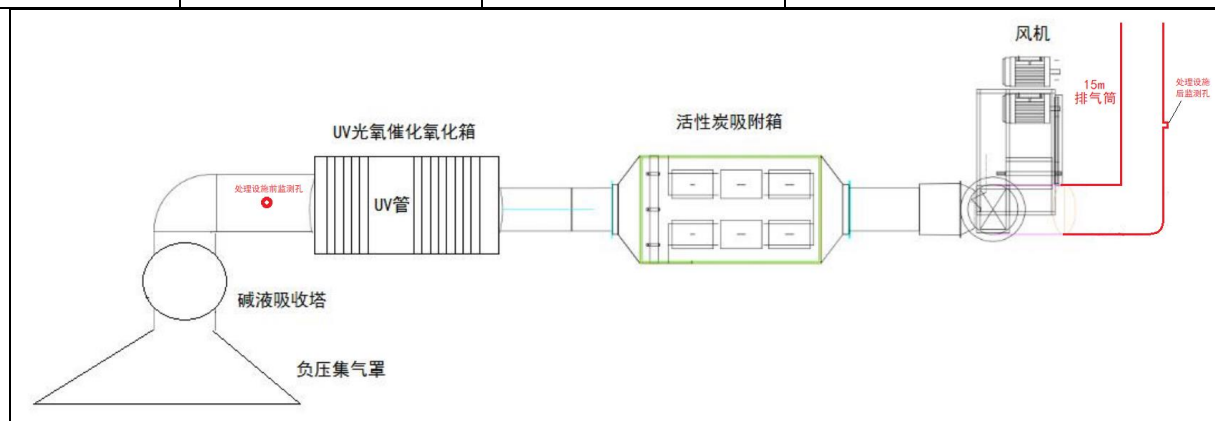 风机
15m
排气筒
处理设施
后监测孔
UV光氧催化氧化箱
活性炭吸附箱
处理设施前监测孔
UV管
碱液吸收塔
负压集气罩